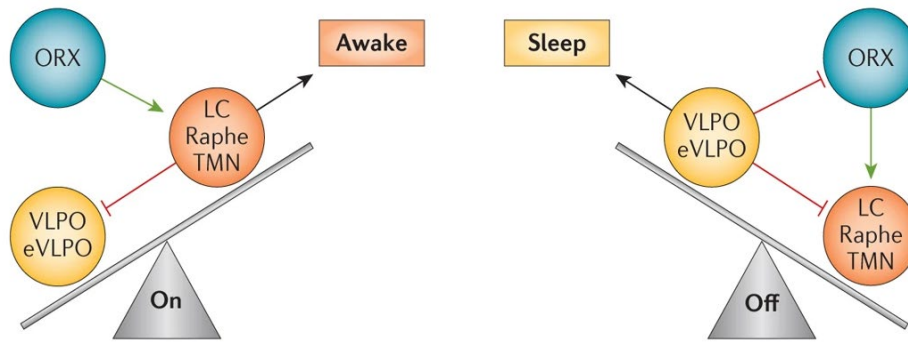 ORX
Awake
LC
Raphe
TMN
VLPO
eVLPO
On
Sleep
ORX
VLPO
eVLPO
LC
Raphe
TMN
Off